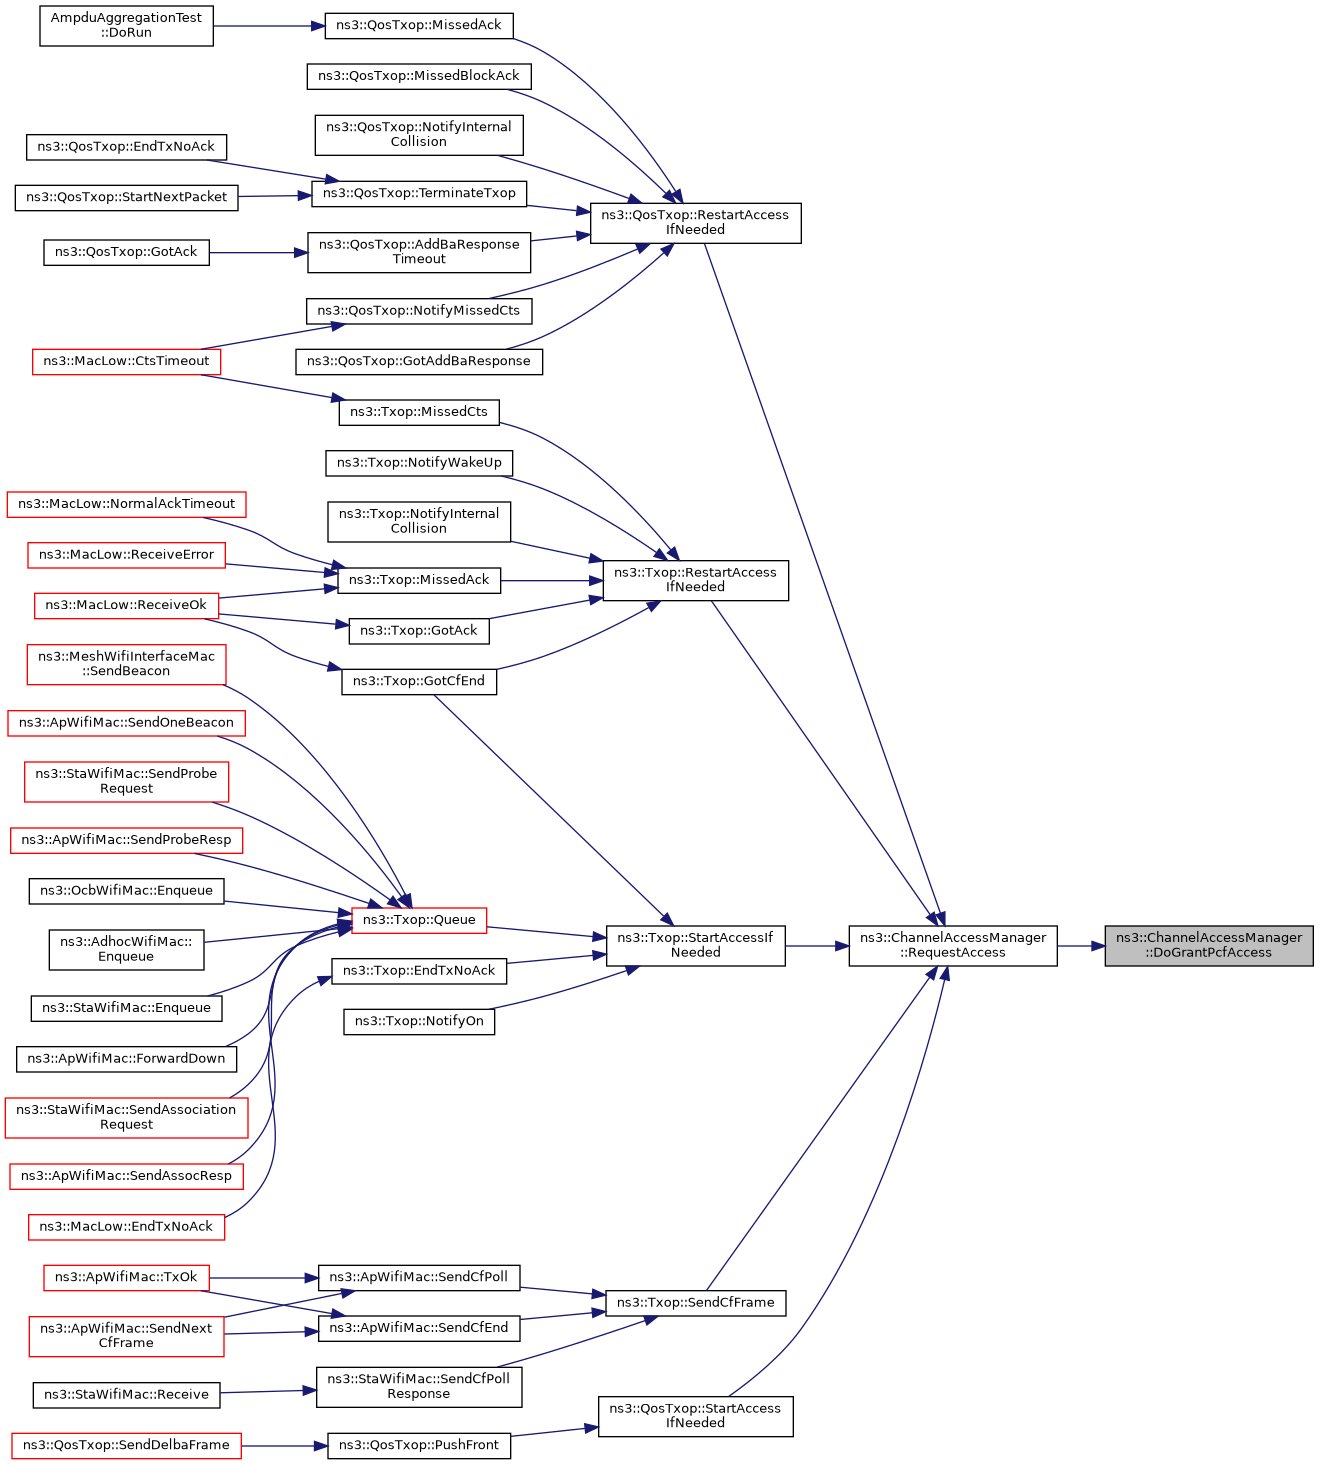 AmpduAggregationTest
::DoRun
ns3::QosTxop::MissedAck
ns3::QosTxop::MissedBlockAck
ns3::QosTxop::NotifyInternal
Collision
ns3::QosTxop::EndTxNoAck
ns3::QosTxop::TerminateTxop
ns3::QosTxop::StartNextPacket
ns3::QosTxop::RestartAccess
IfNeeded
ns3::QosTxop::GotAck
ns3::QosTxop::AddBaResponse
Timeout
ns3::QosTxop::NotifyMissedCts
ns3::MacLow::CtsTimeout
ns3::QosTxop::GotAddBaResponse
ns3::Txop::MissedCts
ns3::Txop::NotifyWakeUp
ns3::MacLow::NormalAckTimeout
ns3::Txop::NotifyInternal
Collision
ns3::MacLow::ReceiveError
ns3::Txop::MissedAck
ns3::Txop::RestartAccess
IfNeeded
ns3::MacLow::ReceiveOk
ns3::Txop::GotAck
ns3::MeshWifiInterfaceMac
::SendBeacon
ns3::Txop::GotCfEnd
ns3::ApWifiMac::SendOneBeacon
ns3::StaWifiMac::SendProbe
Request
ns3::ApWifiMac::SendProbeResp
ns3::OcbWifiMac::Enqueue
ns3::Txop::Queue
ns3::AdhocWifiMac::
Enqueue
ns3::Txop::StartAccessIf
Needed
ns3::ChannelAccessManager
::RequestAccess
ns3::ChannelAccessManager
::DoGrantPcfAccess
ns3::Txop::EndTxNoAck
ns3::StaWifiMac::Enqueue
ns3::Txop::NotifyOn
ns3::ApWifiMac::ForwardDown
ns3::StaWifiMac::SendAssociation
Request
ns3::ApWifiMac::SendAssocResp
ns3::MacLow::EndTxNoAck
ns3::ApWifiMac::TxOk
ns3::ApWifiMac::SendCfPoll
ns3::Txop::SendCfFrame
ns3::ApWifiMac::SendNext
CfFrame
ns3::ApWifiMac::SendCfEnd
ns3::StaWifiMac::SendCfPoll
Response
ns3::StaWifiMac::Receive
ns3::QosTxop::StartAccess
IfNeeded
ns3::QosTxop::SendDelbaFrame
ns3::QosTxop::PushFront